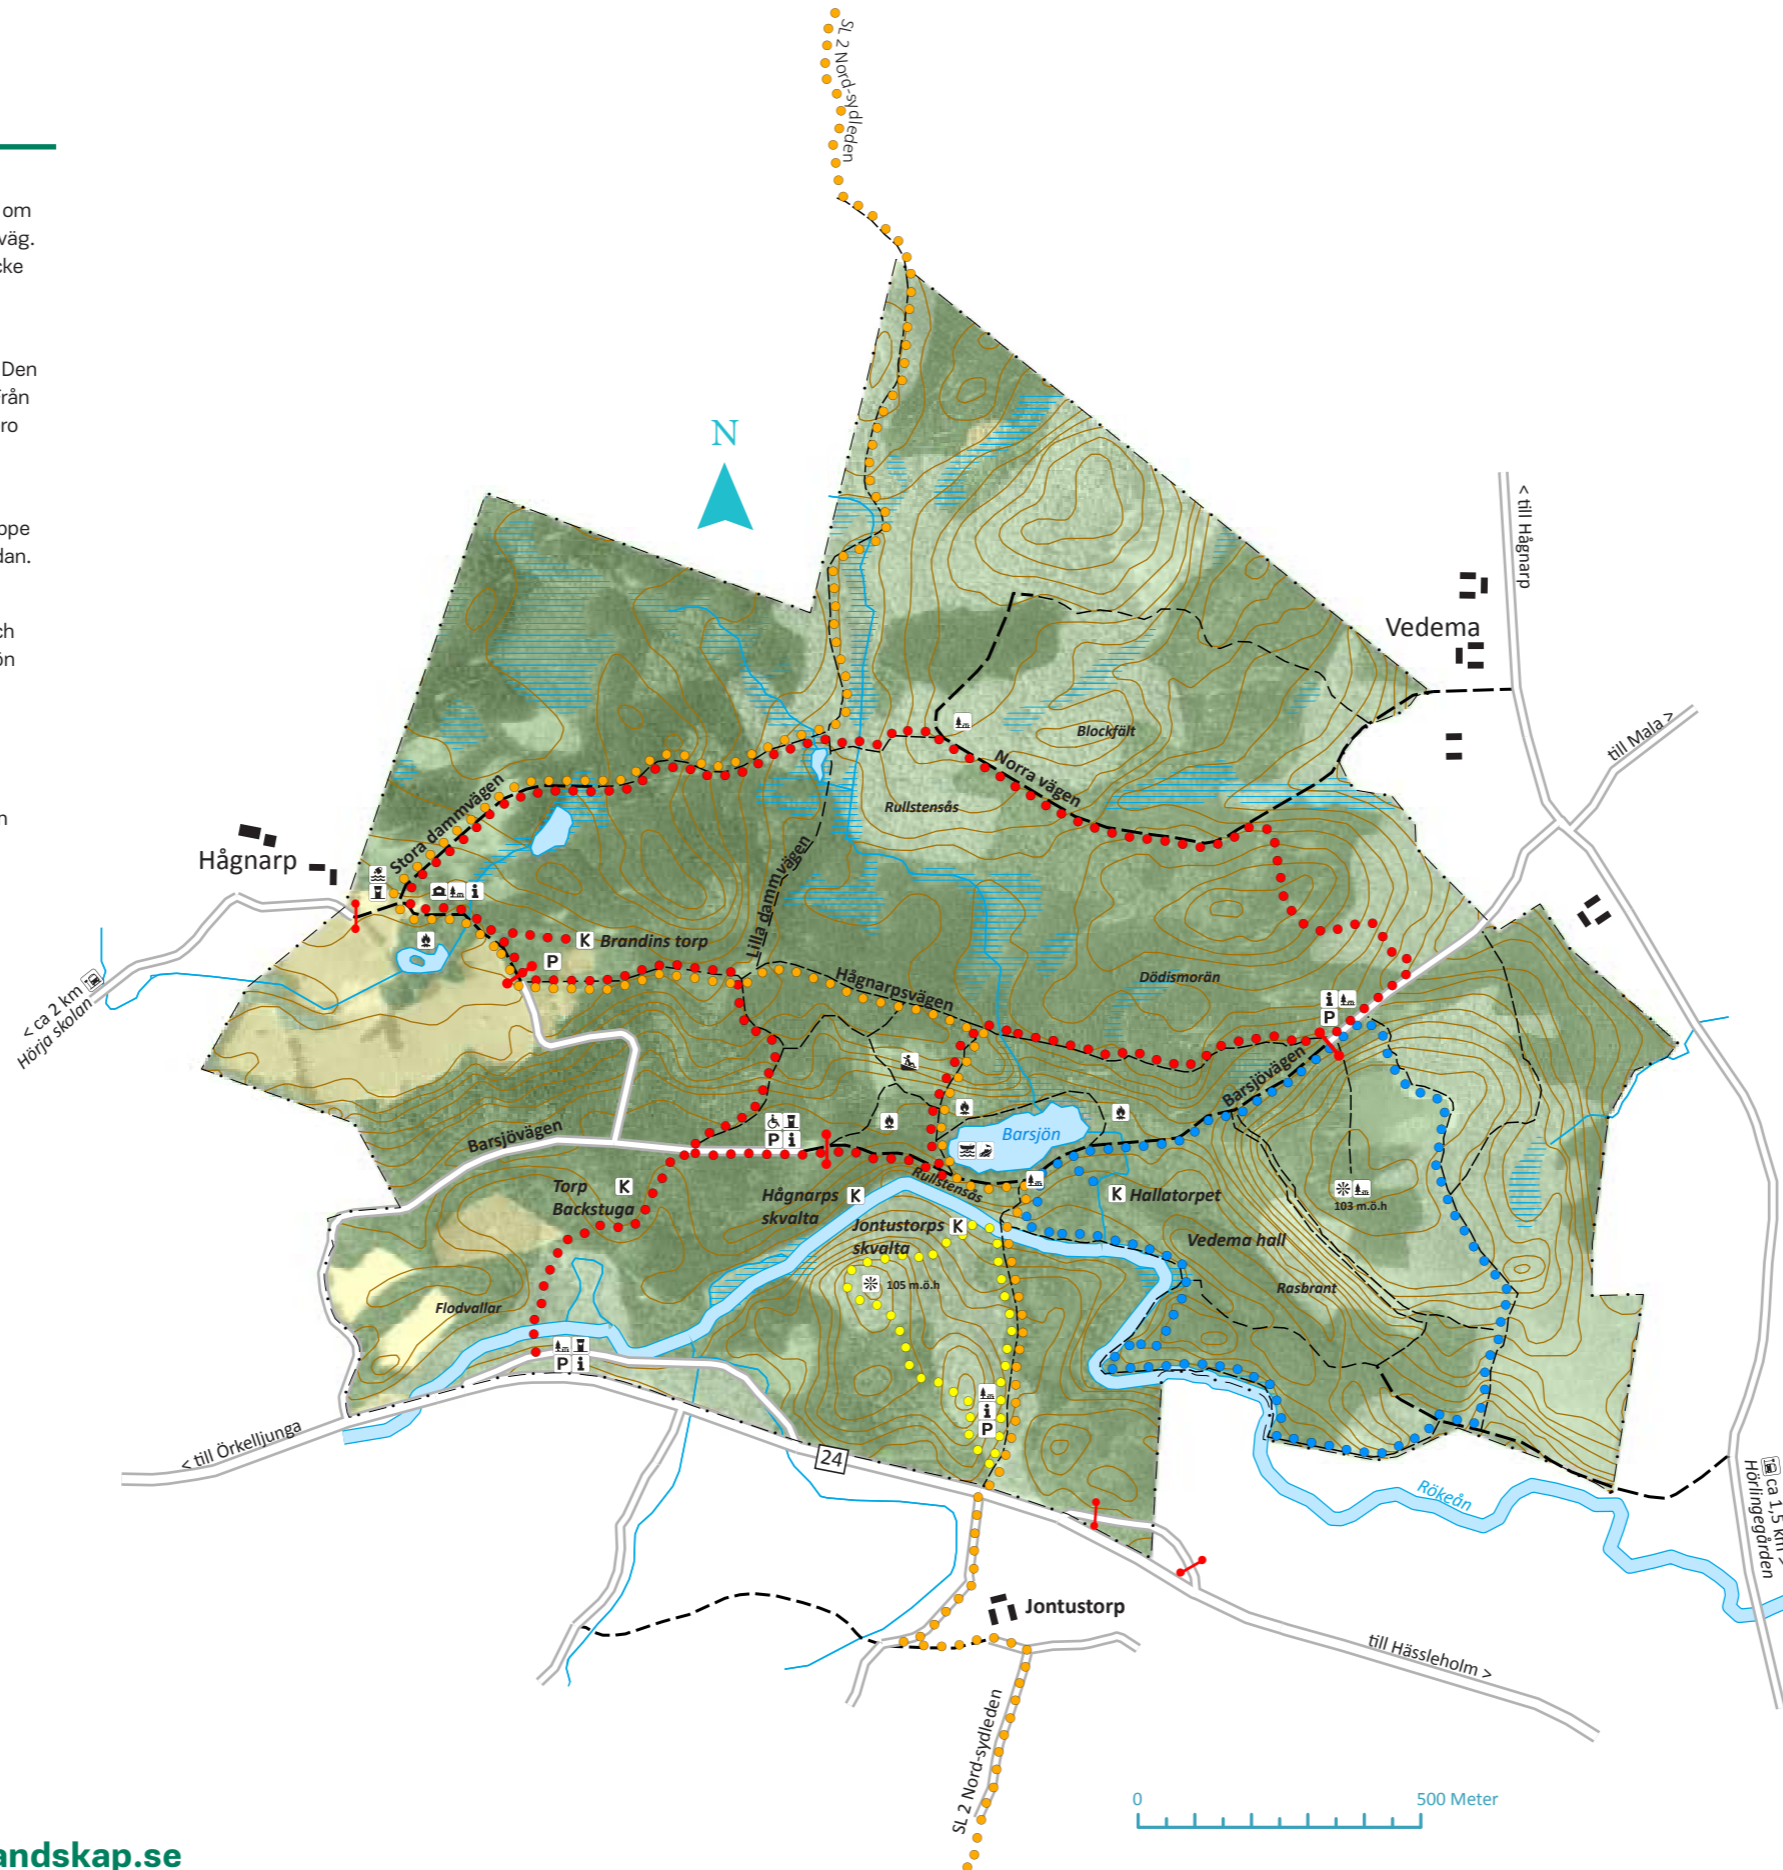 om
väg.
cke
Den
Från
ro
ppe
dan.
ch
ön
n
andskap.se
SL 2 Nord-sydleden
N
< till Hågnarp
Vedema
till Mala >
Blockfält
Norra vägen
Rullstensås
Stora dammvägen
Hågnarp
Lilla dammvägen
K Brandins torp
P
Hågnarpsvägen
Dödismorän
< ca 2 km
Hörja skolan
i
P
Barsjövägen
Barsjövägen
P i
Barsjön
Rullstensås
Torp K
Backstuga
Hågnarps K
skvalta
Jontustorps K
skvalta
K Hallatorpet
103 m.ö.h
Vedema hall
105 m.ö.h
Rasbrant
Flodvallar
P i
i
P
i
< till Örkelljunga
24
Rökeån
ca 1,5 km >
Hörlingegården
Jontustorp
till Hässleholm >
SL 2 Nord-sydleden
0 500 Meter